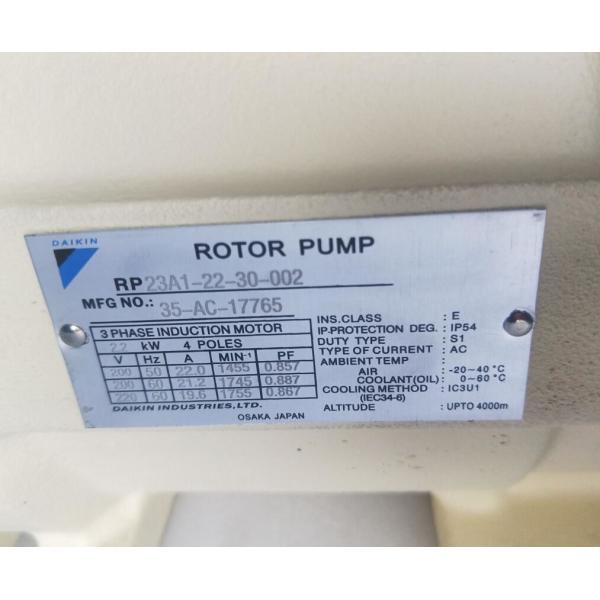 DAIKIN
ROTOR PUMP
RP23A1-22-30-002
MFG NO.: 35-AC-17765
3 PHASE INDUCTION MOTOR
kW 4 POLES
V Hz A MIN⁻¹ PF
200 50 22.0 1455 0.857
200 60 21.2 1745 0.887
220 60 19.6 1755 0.867
DAIKIN INDUSTRIES, LTD.
OSAKA JAPAN
INS.CLASS : E
IP.PROTECTION DEG. : IP54
DUTY TYPE : S1
TYPE OF CURRENT : AC
AMBIENT TEMP :
AIR : -20~40°C
COOLANT(OIL) : 0~60°C
COOLING METHOD : IC3U1
(IEC34-6)
ALTITUDE : UPTO 4000m